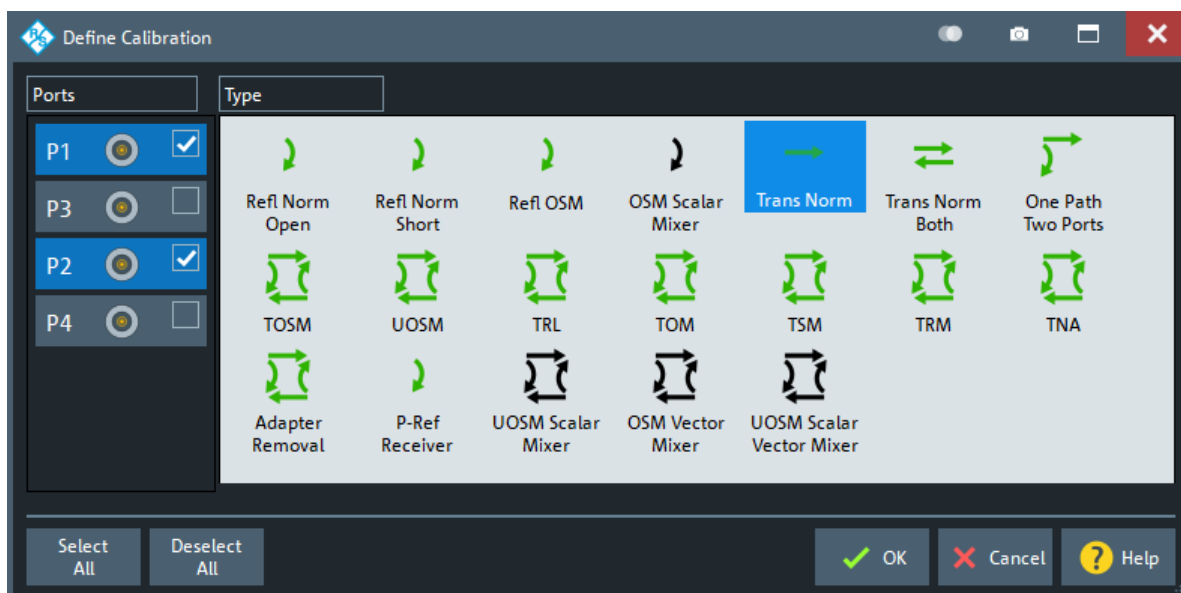 R/S Define Calibration
Ports
Type
P1
P3
P2
P4
Refl Norm
Open
Refl Norm
Short
Refl OSM
OSM Scalar
Mixer
Trans Norm
Trans Norm
Both
One Path
Two Ports
TOSM
UOSM
TRL
TOM
TSM
TRM
TNA
Adapter
Removal
P-Ref
Receiver
UOSM Scalar
Mixer
OSM Vector
Mixer
UOSM Scalar
Vector Mixer
Select
All
Deselect
All
OK
Cancel
? Help